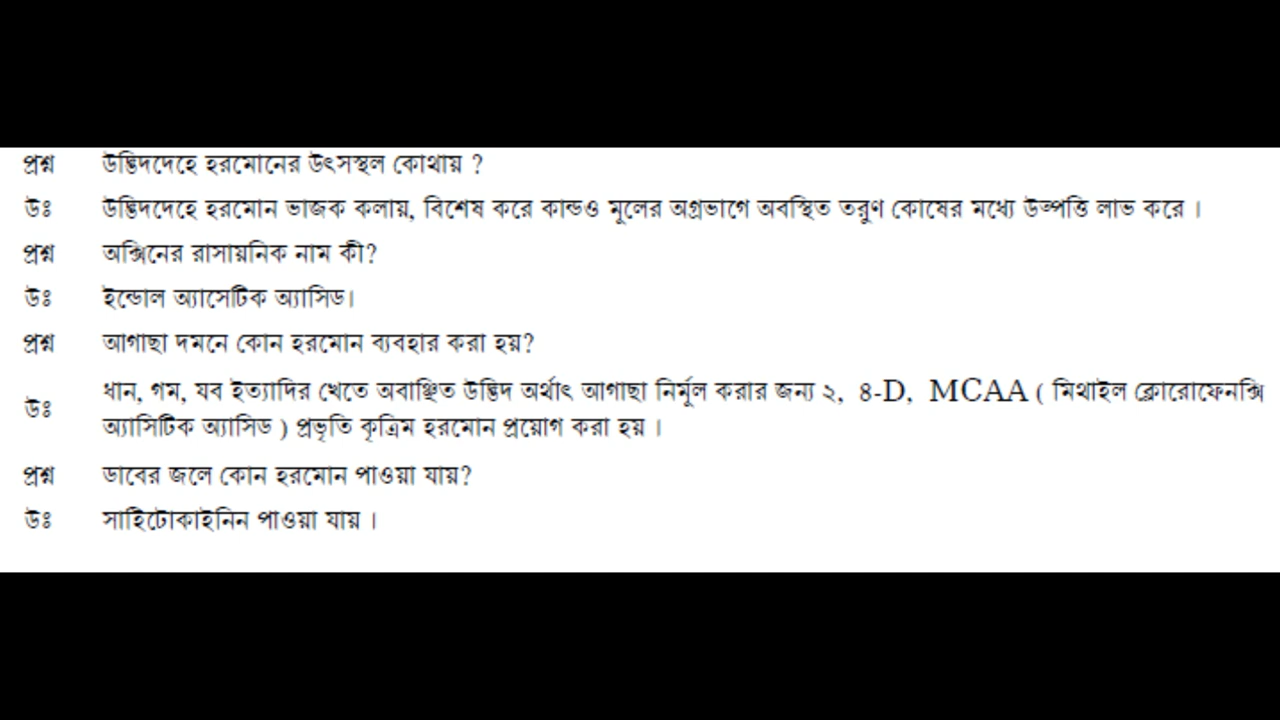 প্রশ্ন উদ্ভিদদেহে হরমোনের উৎসস্থল কোথায় ?
উঃ উদ্ভিদদেহে হরমোন ভাজক কলায়, বিশেষ করে কান্ডও মূলের অগ্রভাগে অবস্থিত তরুণ কোষের মধ্যে উত্পত্তি লাভ করে ।
প্রশ্ন অক্সিনের রাসায়নিক নাম কী?
উঃ ইন্ডোল অ্যাসেটিক অ্যাসিড।
প্রশ্ন আগাছা দমনে কোন হরমোন ব্যবহার করা হয়?
উঃ ধান, গম, যব ইত্যাদির খেতে অবাঞ্ছিত উদ্ভিদ অর্থাৎ আগাছা নির্মূল করার জন্য ২, ৪-D, MCAA ( মিথাইল ক্লোরোফেনক্সি
অ্যাসিটিক অ্যাসিড ) প্রভৃতি কৃত্রিম হরমোন প্রয়োগ করা হয় ।
প্রশ্ন ডাবের জলে কোন হরমোন পাওয়া যায়?
উঃ সাইটোকাইনিন পাওয়া যায় ।